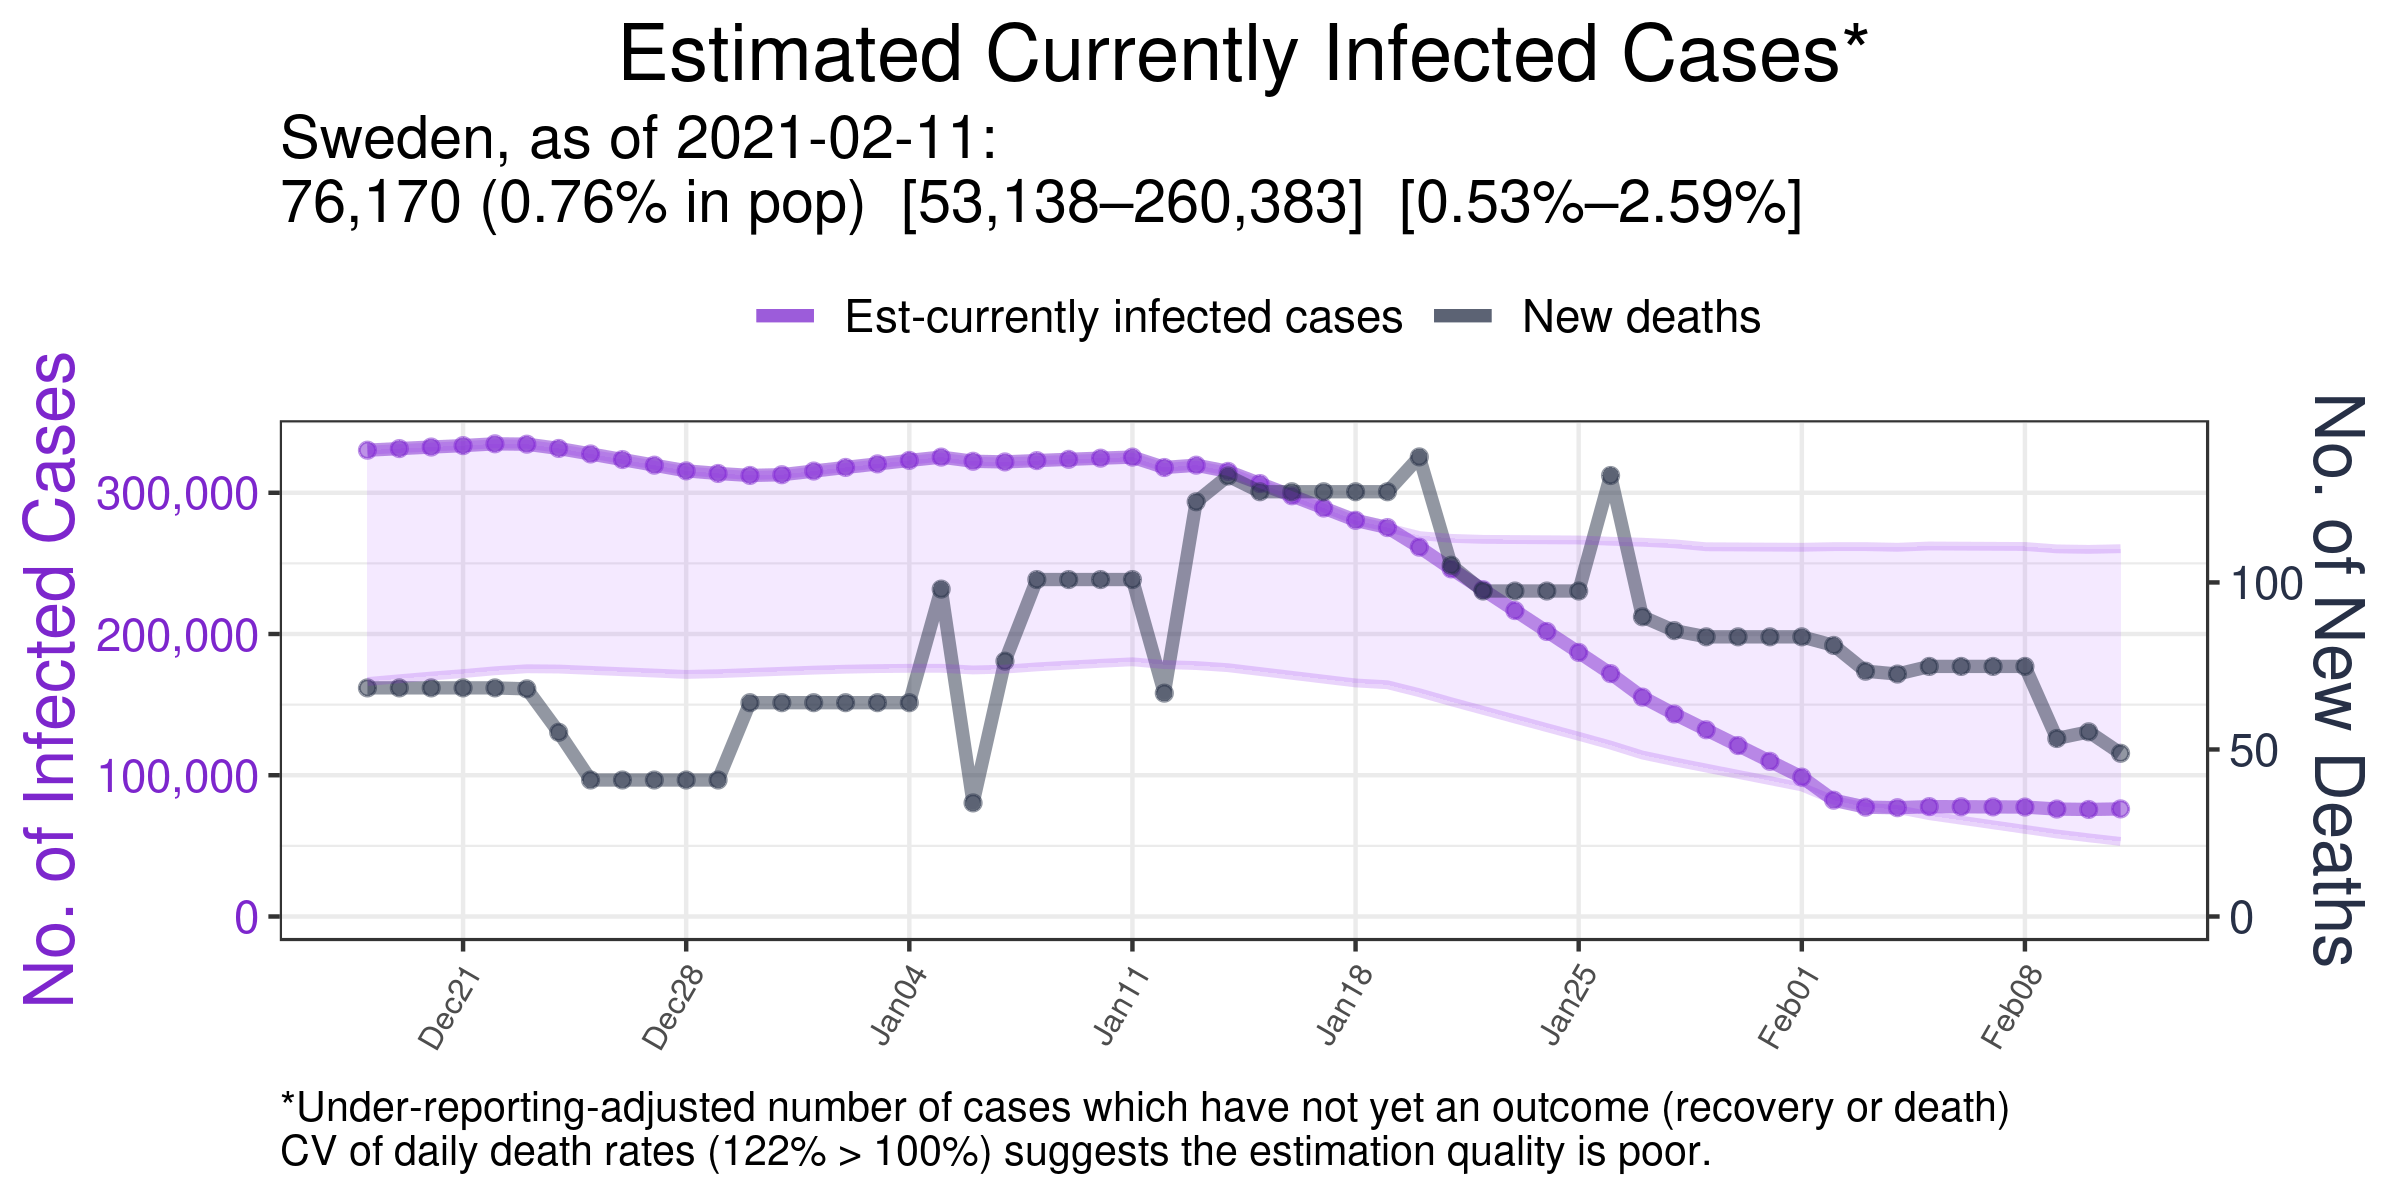 Estimated Currently Infected Cases*
Sweden, as of 2021-02-11:
76,170 (0.76% in pop)  [53,138–260,383]  [0.53%–2.59%]
Est-currently infected cases
New deaths
No. of Infected Cases
300,000
200,000
100,000
0
No. of New Deaths
100
50
0
Dec21
Dec28
Jan04
Jan11
Jan18
Jan25
Feb01
Feb08
*Under-reporting-adjusted number of cases which have not yet an outcome (recovery or death)
CV of daily death rates (122% > 100%) suggests the estimation quality is poor.